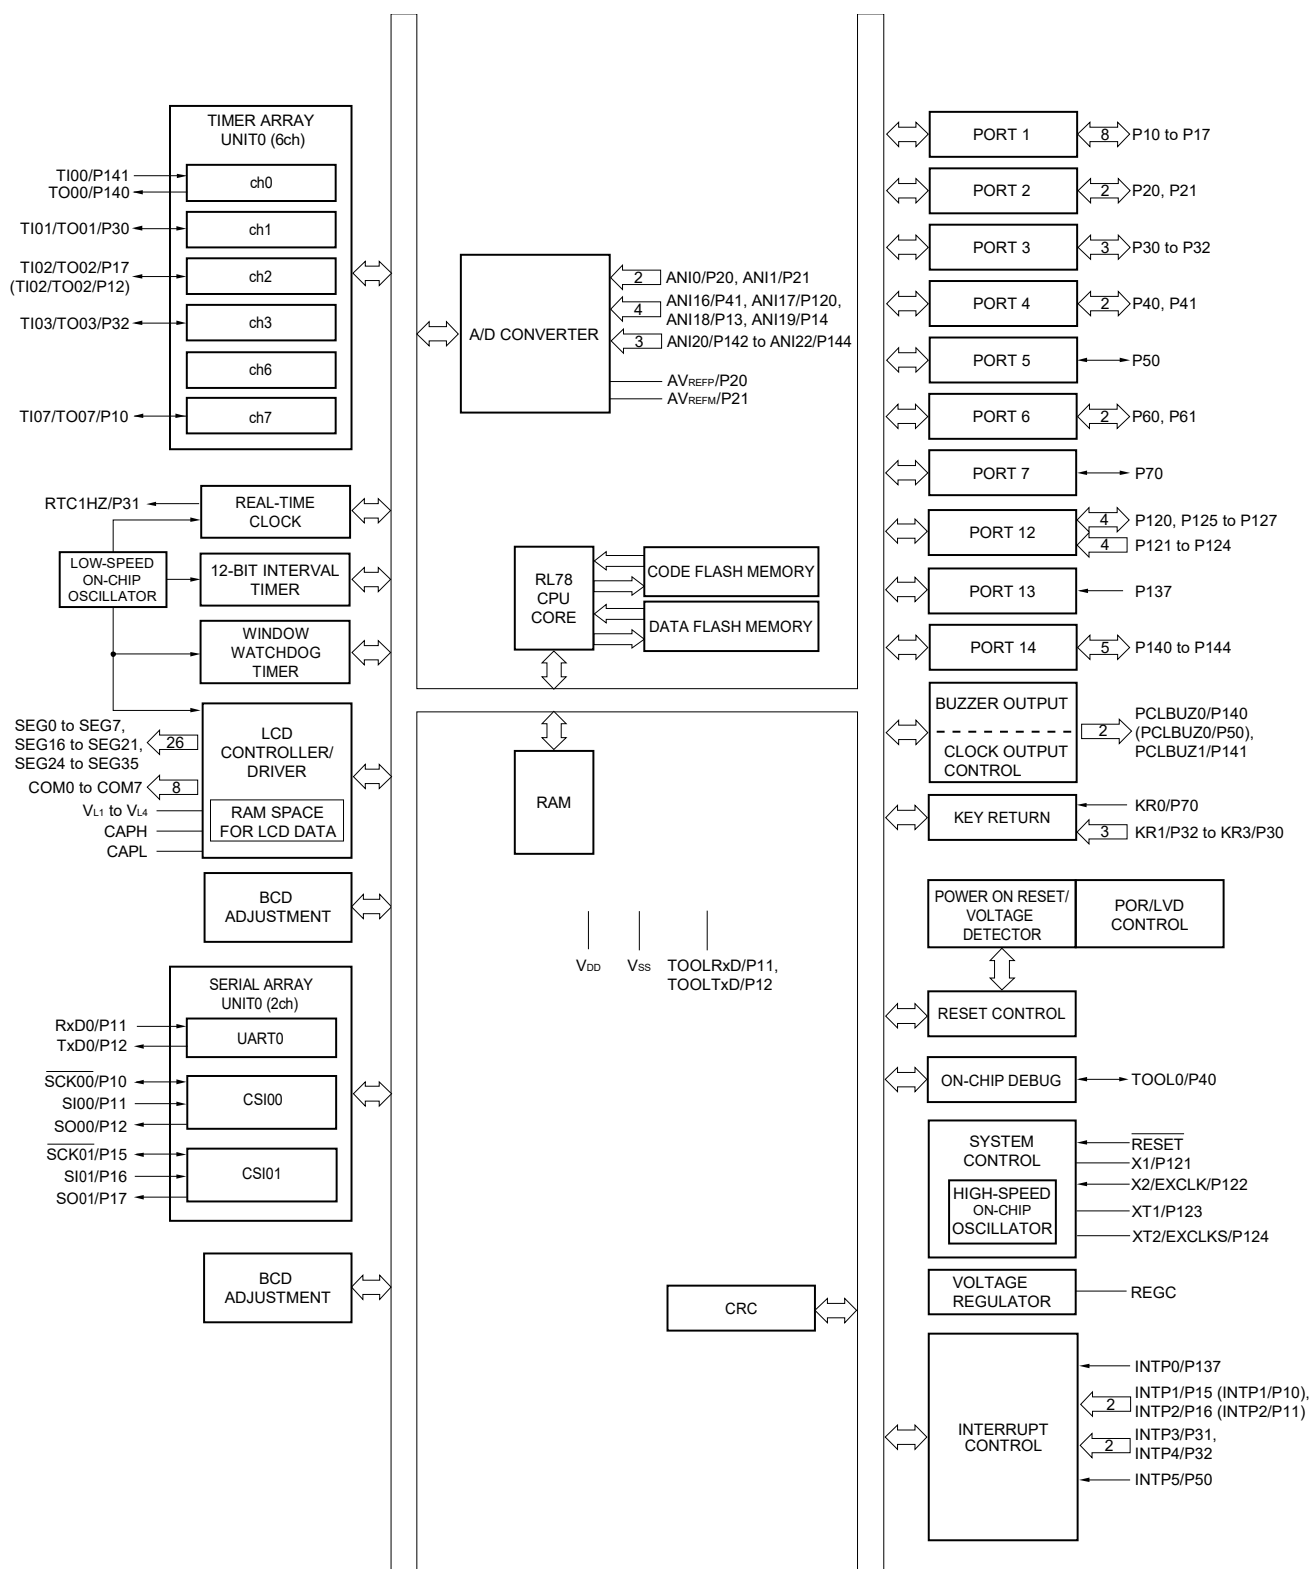 TIMER ARRAY
UNIT0 (6ch)
TI00/P141
TO00/P140
ch0
TI01/TO01/P30
ch1
TI02/TO02/P17
(TI02/TO02/P12)
ch2
TI03/TO03/P32
ch3
ch6
TI07/TO07/P10
ch7
RTC1HZ/P31
REAL-TIME
CLOCK
LOW-SPEED
ON-CHIP
OSCILLATOR
12-BIT INTERVAL
TIMER
WINDOW
WATCHDOG
TIMER
SEG0 to SEG7,
SEG16 to SEG21,
SEG24 to SEG35
26
COM0 to COM7
8
VL1 to VL4
CAPH
CAPL
LCD
CONTROLLER/
DRIVER
RAM SPACE
FOR LCD DATA
BCD
ADJUSTMENT
SERIAL ARRAY
UNIT0 (2ch)
RxD0/P11
TxD0/P12
UART0
SCK00/P10
SI00/P11
SO00/P12
CSI00
SCK01/P15
SI01/P16
SO01/P17
CSI01
BCD
ADJUSTMENT
A/D CONVERTER
2
ANI0/P20, ANI1/P21
4
ANI16/P41, ANI17/P120,
ANI18/P13, ANI19/P14
3
ANI20/P142 to ANI22/P144
AVREFP/P20
AVREFM/P21
RL78
CPU
CORE
CODE FLASH MEMORY
DATA FLASH MEMORY
RAM
VDD
VSS
TOOLRxD/P11,
TOOLTxD/P12
CRC
PORT 1
8
P10 to P17
PORT 2
2
P20, P21
PORT 3
3
P30 to P32
PORT 4
2
P40, P41
PORT 5
P50
PORT 6
2
P60, P61
PORT 7
P70
PORT 12
4
P120, P125 to P127
4
P121 to P124
PORT 13
P137
PORT 14
5
P140 to P144
BUZZER OUTPUT
CLOCK OUTPUT
CONTROL
2
PCLBUZ0/P140
(PCLBUZ0/P50),
PCLBUZ1/P141
KEY RETURN
KR0/P70
3
KR1/P32 to KR3/P30
POWER ON RESET/
VOLTAGE
DETECTOR
POR/LVD
CONTROL
RESET CONTROL
ON-CHIP DEBUG
TOOL0/P40
SYSTEM
CONTROL
HIGH-SPEED
ON-CHIP
OSCILLATOR
RESET
X1/P121
X2/EXCLK/P122
XT1/P123
XT2/EXCLKS/P124
VOLTAGE
REGULATOR
REGC
INTERRUPT
CONTROL
INTP0/P137
2
INTP1/P15 (INTP1/P10),
INTP2/P16 (INTP2/P11)
2
INTP3/P31,
INTP4/P32
INTP5/P50